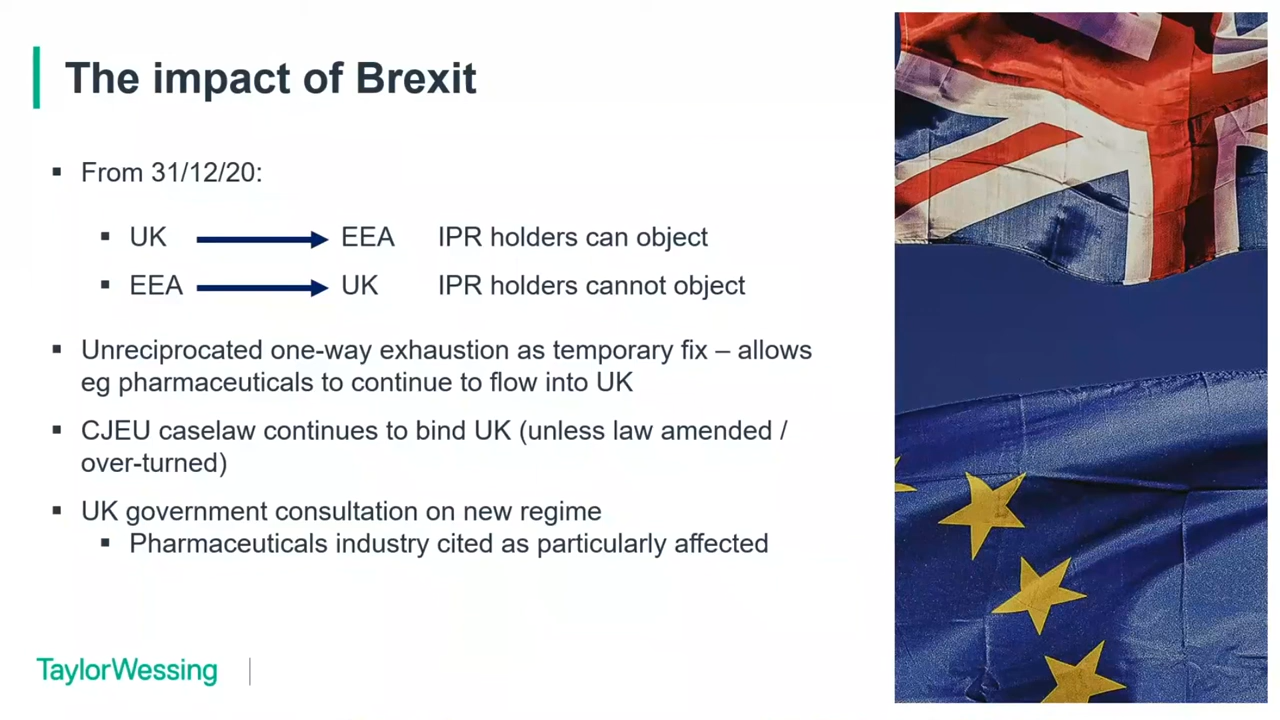 The impact of Brexit
From 31/12/20:
UK EEA IPR holders can object
EEA UK IPR holders cannot object
Unreciprocated one-way exhaustion as temporary fix – allows
eg pharmaceuticals to continue to flow into UK
CJEU caselaw continues to bind UK (unless law amended /
over-turned)
UK government consultation on new regime
Pharmaceuticals industry cited as particularly affected
TaylorWessing